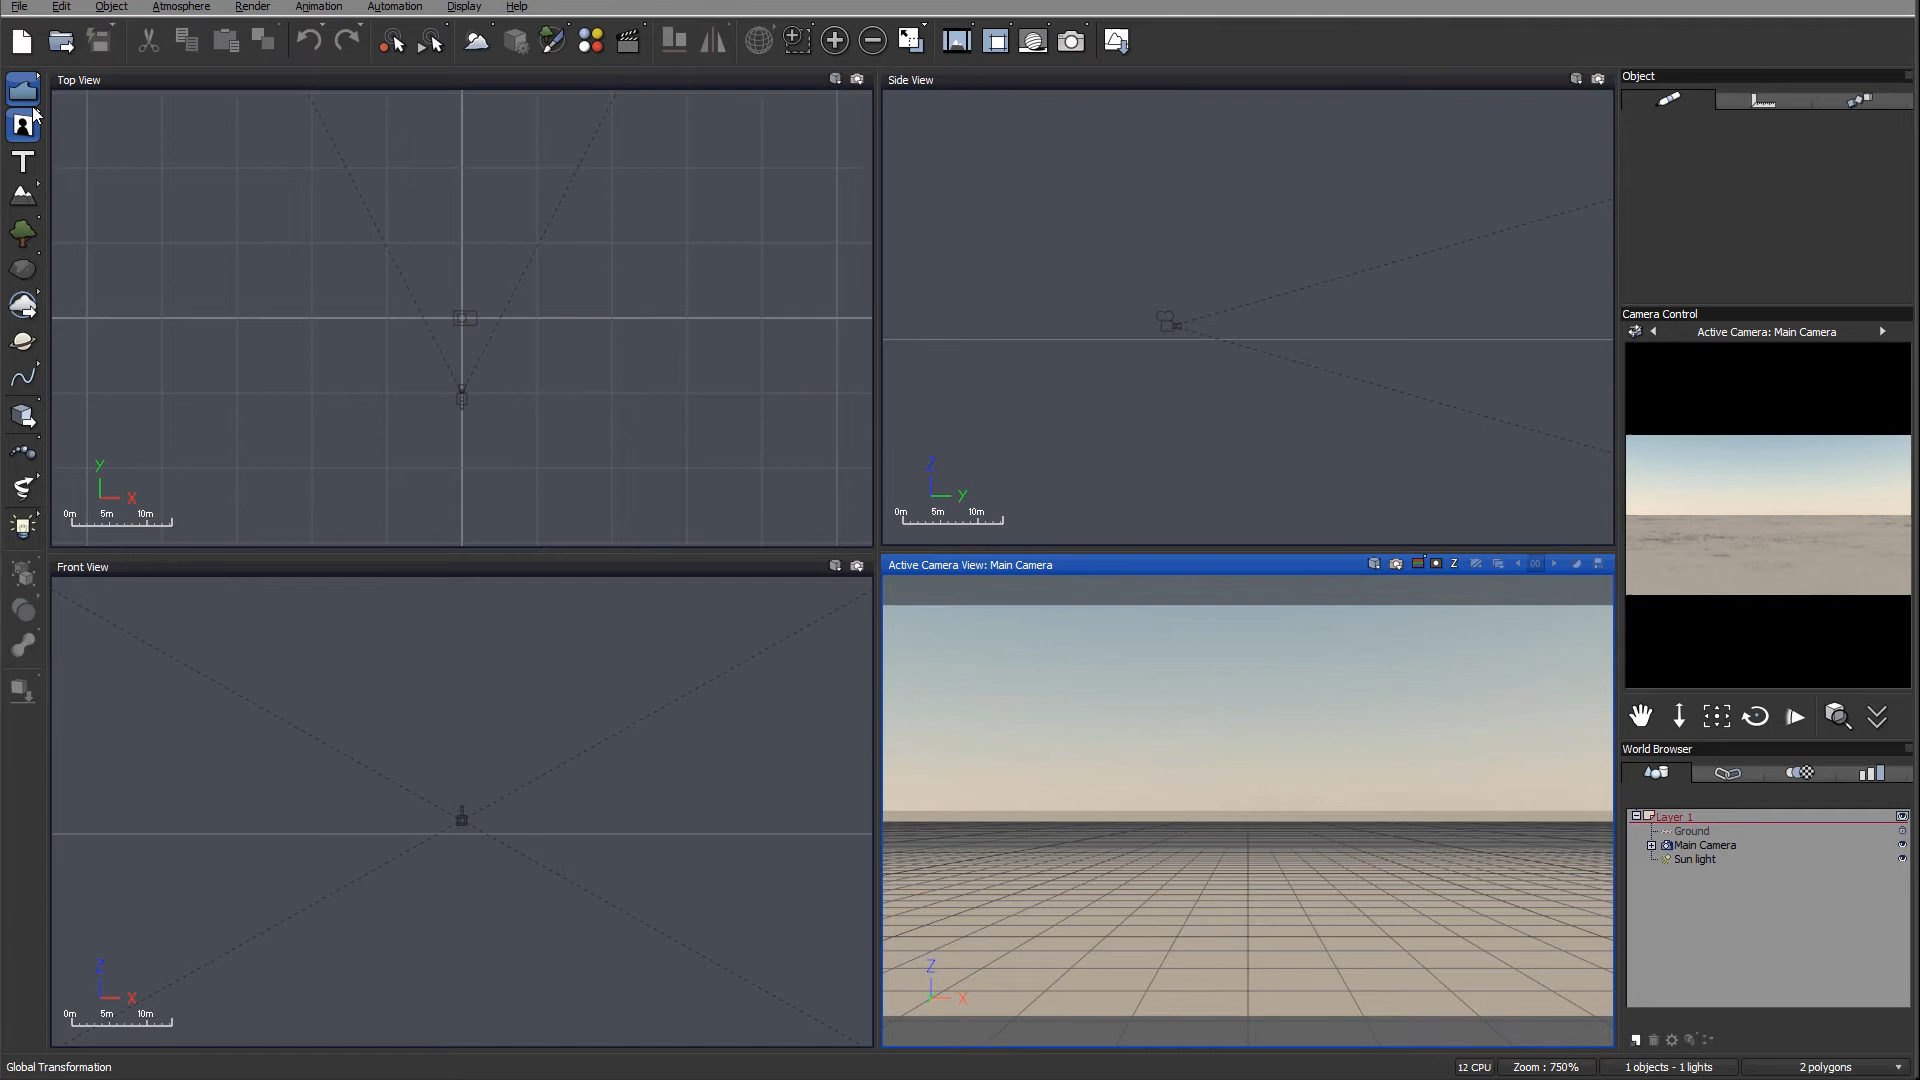 File Edit Object Atmosphere Render Animation Automation Display Help
Top View
Side View
Object
Y
X
0m 5m 10m
Z
Y
0m 5m 10m
Camera Control
Active Camera: Main Camera
Front View
Z
X
0m 5m 10m
Active Camera View: Main Camera
Z
00
Z
X
World Browser
Layer 1
Ground
Main Camera
Sun light
Global Transformation
12 CPU
Zoom : 750%
1 objects - 1 lights
2 polygons